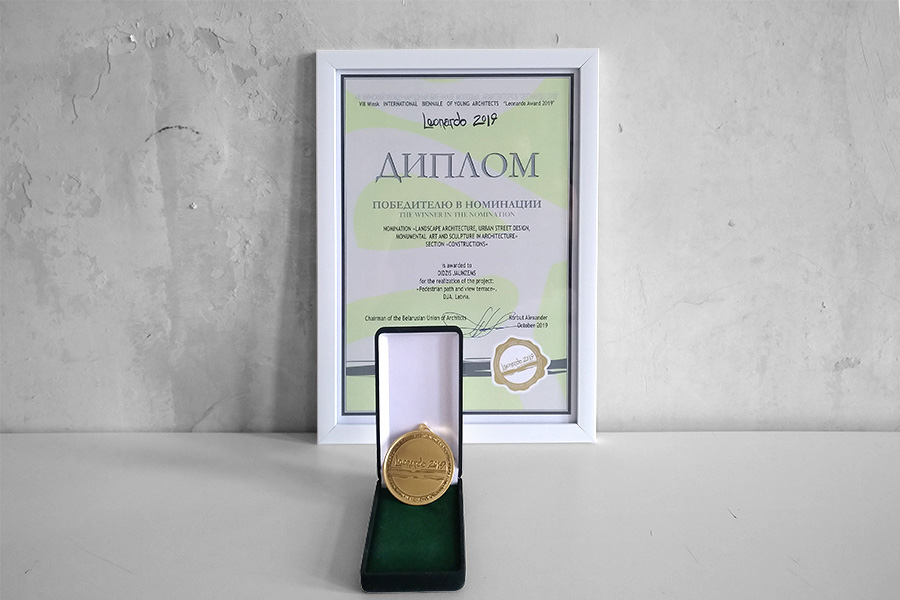 VIII Minsk INTERNATIONAL BIENNALE OF YOUNG ARCHITECTS "Leonardo Award 2019"
Leonardo 2019
ДИПЛОМ
ПОБЕДИТЕЛЮ В НОМИНАЦИИ
THE WINNER IN THE NOMINATION
NOMINATION «LANDSCAPE ARCHITECTURE, URBAN STREET DESIGN,
MONUMENTAL ART AND SCULPTURE IN ARCHITECTURE»
SECTION «CONSTRUCTIONS»
is awarded to
DIDZIS JAUNZEMS
for the realization of the project:
«Pedestrian path and view terrace».
DJA. Latvia.
Chairman of the Belarusian Union of Architects
Korbut Alexander
October 2019
Leonardo 2019
Leonardo 2019